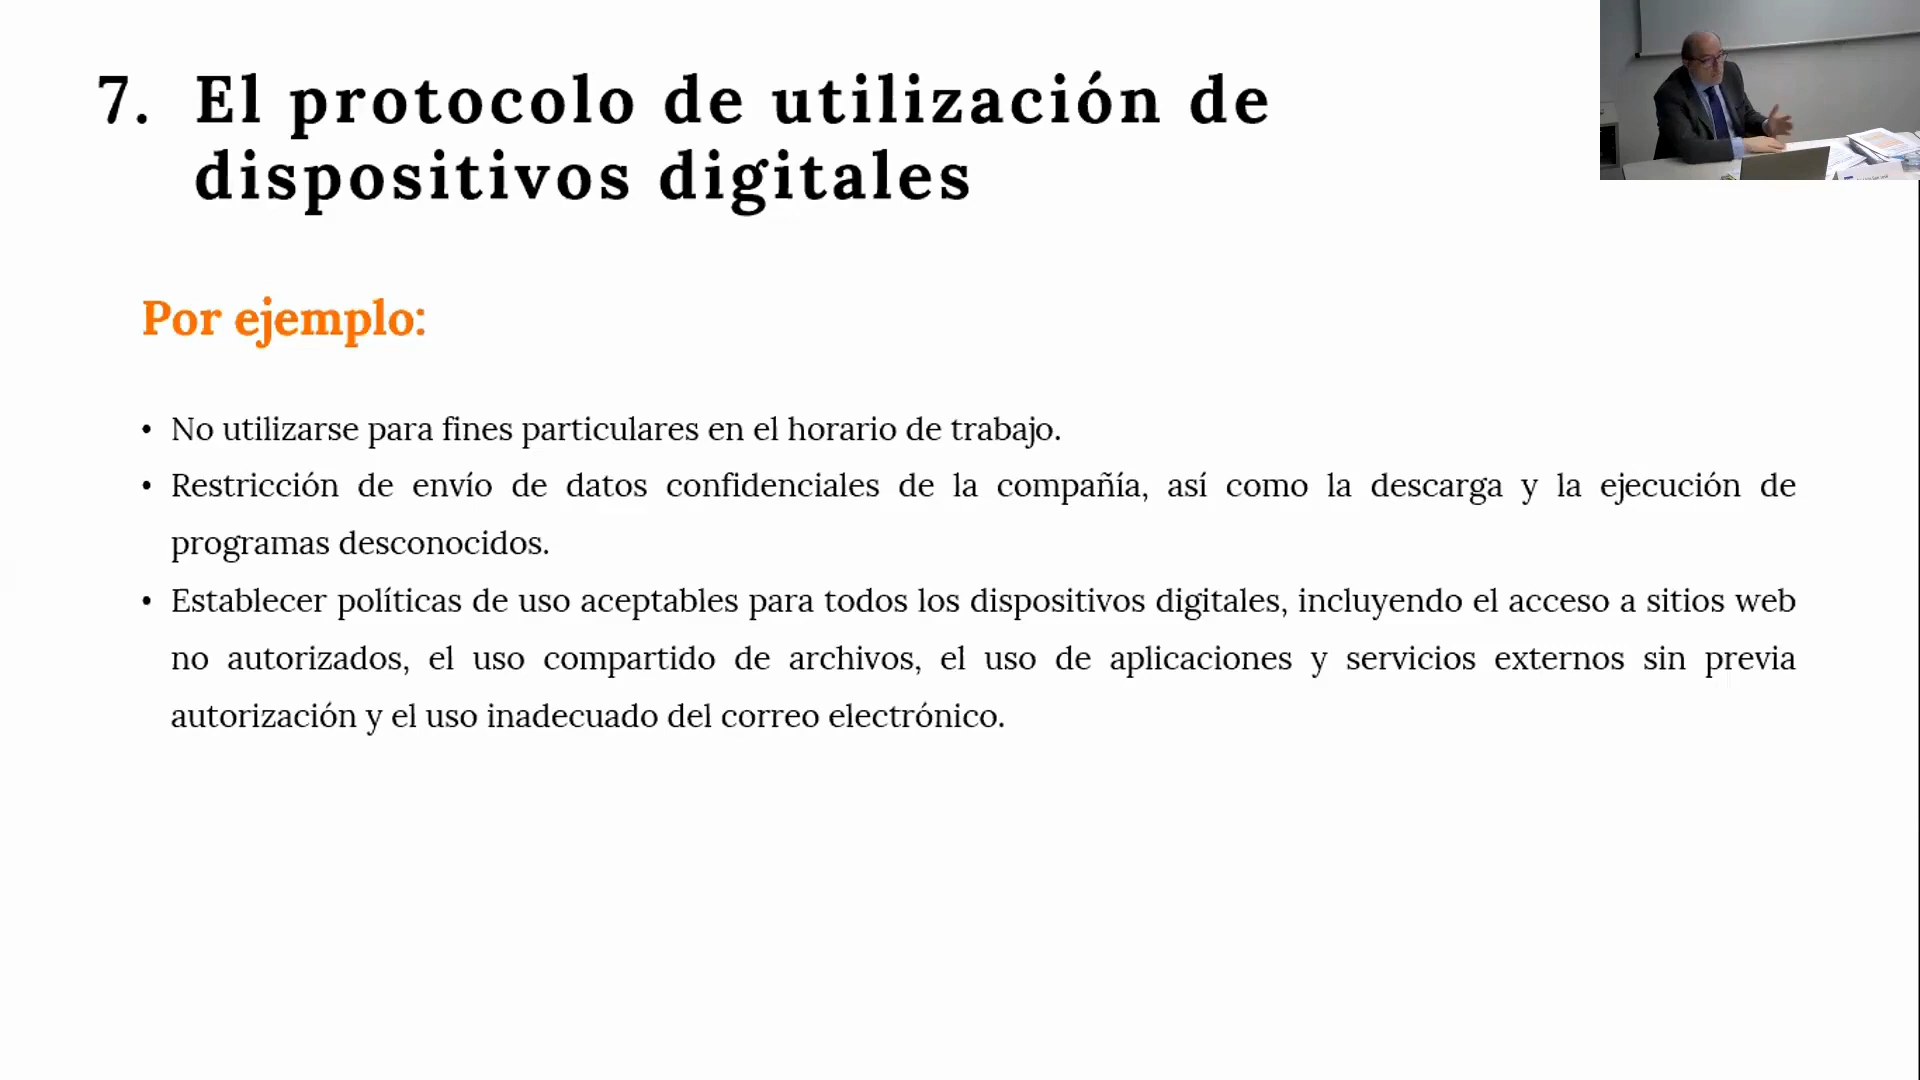 7. El protocolo de utilización de
dispositivos digitales
Por ejemplo:
• No utilizarse para fines particulares en el horario de trabajo.
• Restricción de envío de datos confidenciales de la compañía, así como la descarga y la ejecución de
programas desconocidos.
• Establecer políticas de uso aceptables para todos los dispositivos digitales, incluyendo el acceso a sitios web
no autorizados, el uso compartido de archivos, el uso de aplicaciones y servicios externos sin previa
autorización y el uso inadecuado del correo electrónico.